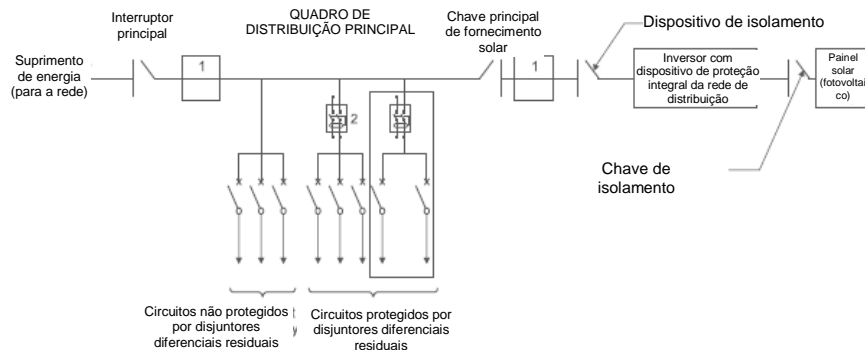 Interruptor
principal
QUADRO DE
DISTRIBUIÇÃO PRINCIPAL
Chave principal
de fornecimento
solar
Dispositivo de isolamento
Suprimento
de energia
(para a rede)
1
1
Inversor com
dispositivo de proteção
integral da rede de
distribuição
Painel
solar
(fotovoltai
co)
2
Chave de
isolamento
Circuitos não protegidos
por disjuntores
diferenciais residuais
Circuitos protegidos por
disjuntores diferenciais
residuais